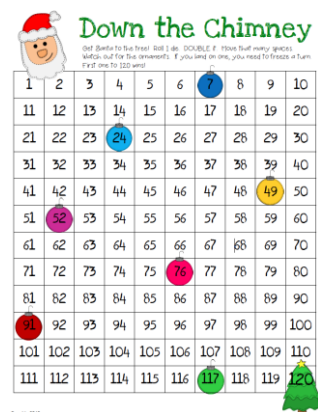 Down the Chimney
Get Santa to the tree! Roll 1 die. DOUBLE it. Move that many spaces.
Watch out for the ornaments. If you land on one, you need to freeze a turn.
First one to 120 wins!
1 2 3 4 5 6 7 8 9 10
11 12 13 14 15 16 17 18 19 20
21 22 23 24 25 26 27 28 29 30
31 32 33 34 35 36 37 38 39 40
41 42 43 44 45 46 47 48 49 50
51 52 53 54 55 56 57 58 59 60
61 62 63 64 65 66 67 68 69 70
71 72 73 74 75 76 77 78 79 80
81 82 83 84 85 86 87 88 89 90
91 92 93 94 95 96 97 98 99 100
101 102 103 104 105 106 107 108 109 110
111 112 113 114 115 116 117 118 119 120